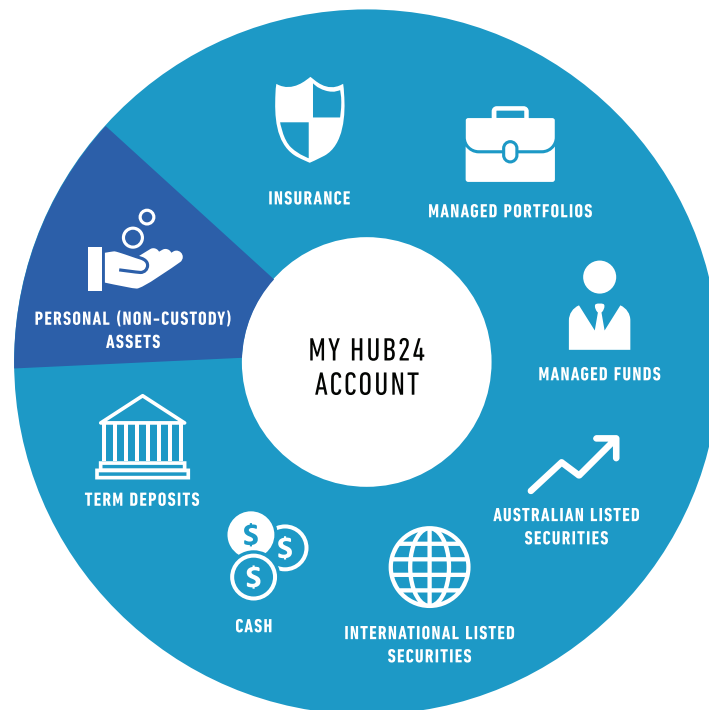 INSURANCE
MANAGED PORTFOLIOS
PERSONAL (NON-CUSTODY)
ASSETS
MY HUB24
ACCOUNT
MANAGED FUNDS
TERM DEPOSITS
AUSTRALIAN LISTED
SECURITIES
$
$
$
CASH
INTERNATIONAL LISTED
SECURITIES